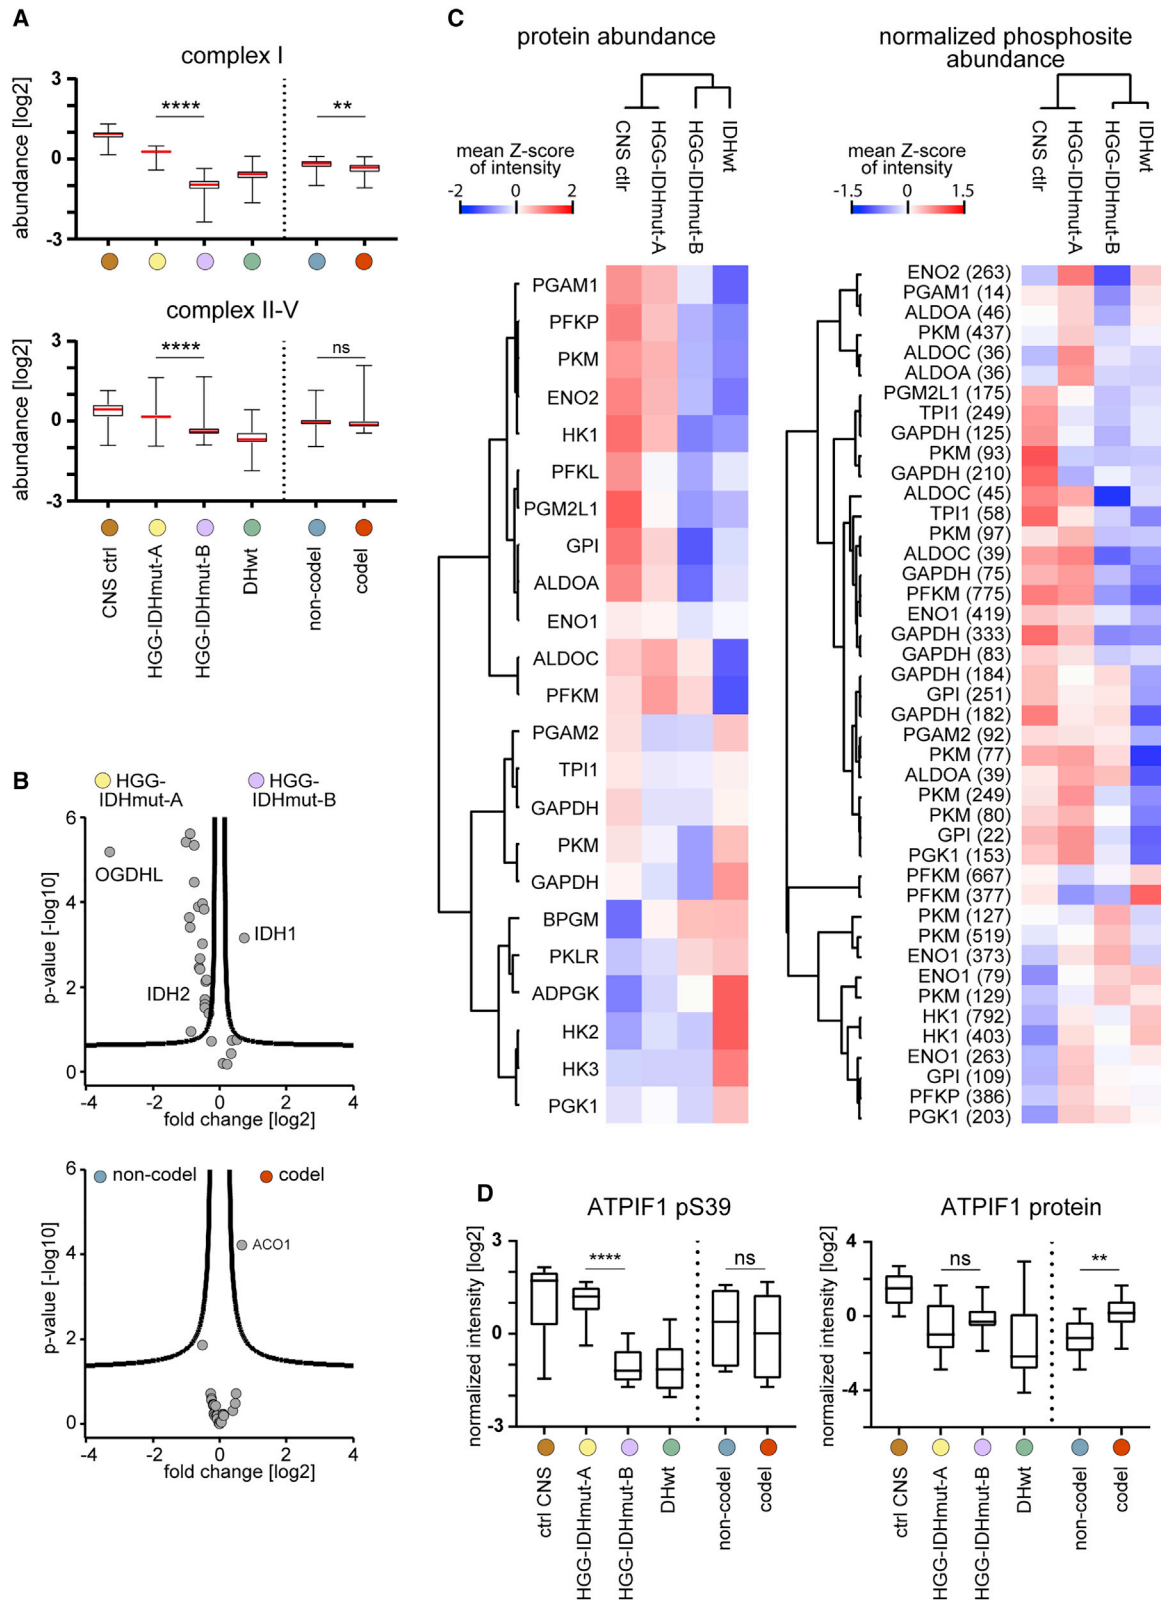 A
complex I
abundance [log2]
3
0
-3
****
**
complex II-V
abundance [log2]
3
0
-3
****
ns
CNS ctrl
HGG-IDHmut-A
HGG-IDHmut-B
DHwt
non-codel
codel
B
HGG-
IDHmut-A
HGG-
IDHmut-B
p-value [-log10]
6
4
2
0
OGDHL
IDH1
IDH2
-4
-2
0
2
4
fold change [log2]
non-codel
codel
p-value [-log10]
6
4
2
0
ACO1
-4
-2
0
2
4
fold change [log2]
C
protein abundance
mean Z-score
of intensity
-2
0
2
CNS ctlr
HGG-IDHmut-A
HGG-IDHmut-B
IDHwt
PGAM1
PFKP
PKM
ENO2
HK1
PFKL
PGM2L1
GPI
ALDOA
ENO1
ALDOC
PFKM
PGAM2
TPI1
GAPDH
PKM
GAPDH
BPGM
PKLR
ADPGK
HK2
HK3
PGK1
normalized phosphosite
abundance
mean Z-score
of intensity
-1.5
0
1.5
CNS ctlr
HGG-IDHmut-A
HGG-IDHmut-B
IDHwt
ENO2 (263)
PGAM1 (14)
ALDOA (46)
PKM (437)
ALDOC (36)
ALDOA (36)
PGM2L1 (175)
TPI1 (249)
GAPDH (125)
PKM (93)
GAPDH (210)
ALDOC (45)
TPI1 (58)
PKM (97)
ALDOC (39)
GAPDH (75)
PFKM (775)
ENO1 (419)
GAPDH (333)
GAPDH (83)
GAPDH (184)
GPI (251)
GAPDH (182)
PGAM2 (92)
PKM (77)
ALDOA (39)
PKM (249)
PKM (80)
GPI (22)
PGK1 (153)
PFKM (667)
PFKM (377)
PKM (127)
PKM (519)
ENO1 (373)
ENO1 (79)
PKM (129)
HK1 (792)
HK1 (403)
ENO1 (263)
GPI (109)
PFKP (386)
PGK1 (203)
D
ATPIF1 pS39
normalized intensity [log2]
3
0
-3
****
ns
ctrl CNS
HGG-IDHmut-A
HGG-IDHmut-B
DHwt
non-codel
codel
ATPIF1 protein
normalized intensity [log2]
4
0
-4
ns
**
ctrl CNS
HGG-IDHmut-A
HGG-IDHmut-B
DHwt
non-codel
codel